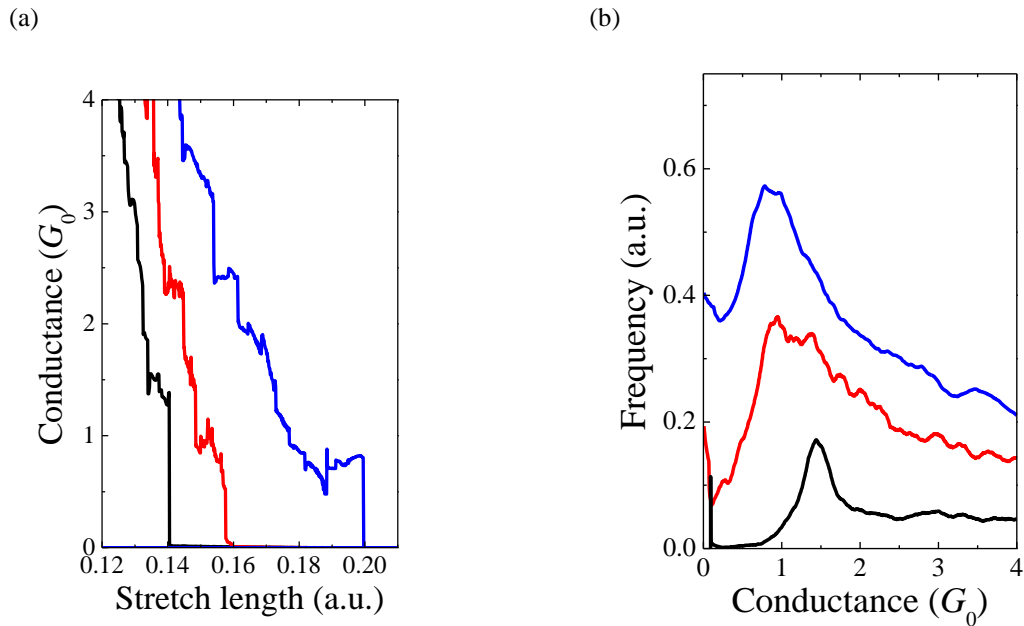 (a)
(b)
4
3
2
1
0
0.12 0.14 0.16 0.18 0.20
Conductance (G0)
Stretch length (a.u.)
0.6
0.4
0.2
0.0
0 1 2 3 4
Frequency (a.u.)
Conductance (G0)